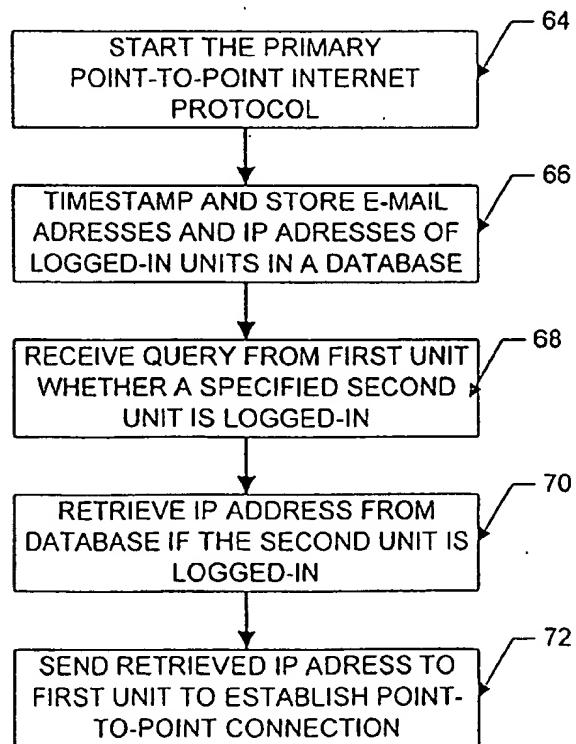 64
START THE PRIMARY
POINT-TO-POINT INTERNET
PROTOCOL
66
TIMESTAMP AND STORE E-MAIL
ADRESSES AND IP ADRESSES OF
LOGGED-IN UNITS IN A DATABASE
68
RECEIVE QUERY FROM FIRST UNIT
WHETHER A SPECIFIED SECOND
UNIT IS LOGGED-IN
70
RETRIEVE IP ADDRESS FROM
DATABASE IF THE SECOND UNIT IS
LOGGED-IN
72
SEND RETRIEVED IP ADRESS TO
FIRST UNIT TO ESTABLISH POINT-
TO-POINT CONNECTION